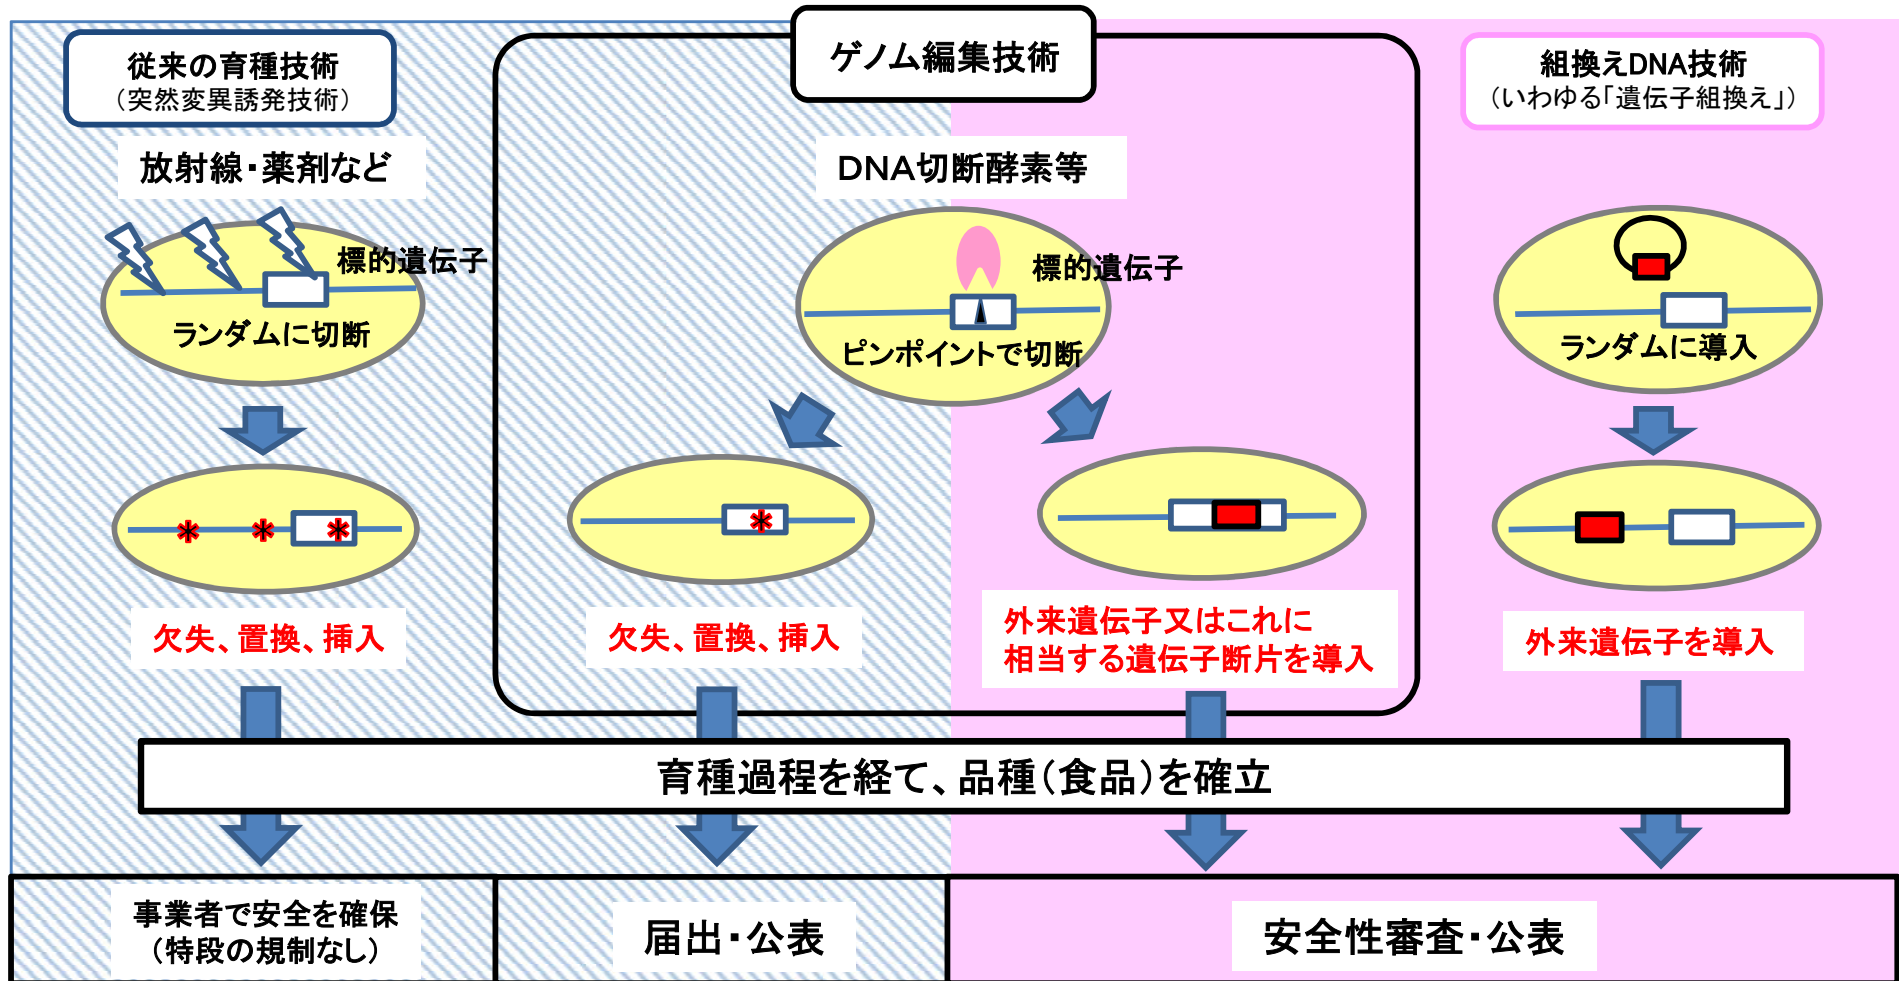 ゲノム編集技術
従来の育種技術
（突然変異誘発技術）
組換えDNA技術
（いわゆる「遺伝子組換え」）
放射線・薬剤など
DNA切断酵素等
標的遺伝子
ランダムに切断
標的遺伝子
ピンポイントで切断
ランダムに導入
欠失、置換、挿入
欠失、置換、挿入
外来遺伝子又はこれに
相当する遺伝子断片を導入
外来遺伝子を導入
育種過程を経て、品種（食品）を確立
事業者で安全を確保
（特段の規制なし）
届出・公表
安全性審査・公表